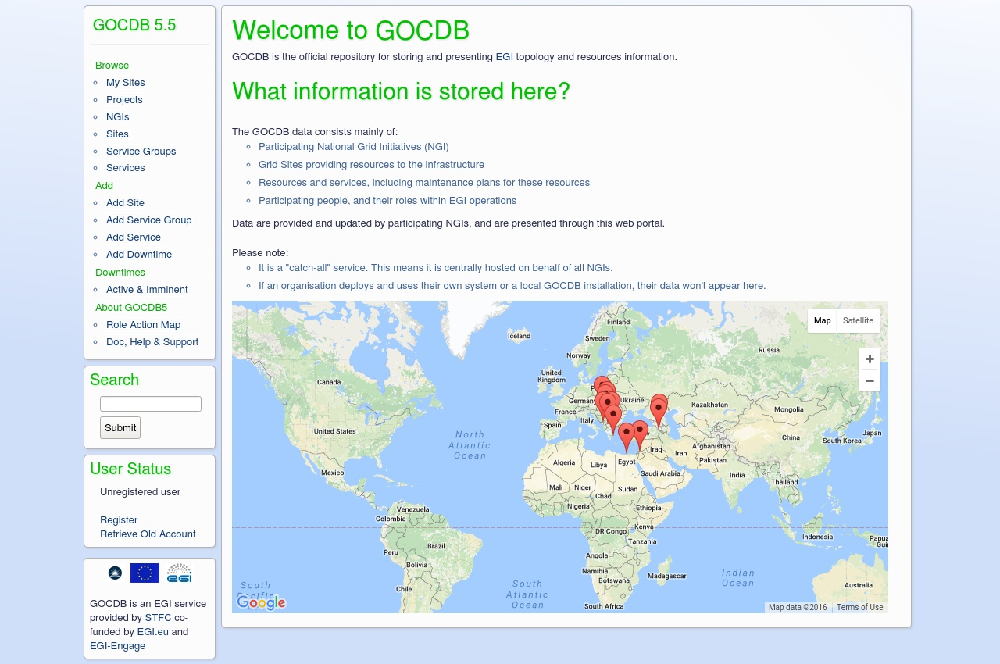 GOCDB 5.5
Browse
My Sites
Projects
NGIs
Sites
Service Groups
Services
Add
Add Site
Add Service Group
Add Service
Add Downtime
Downtimes
Active & Imminent
About GOCDB5
Role Action Map
Doc, Help & Support
Search
Submit
User Status
Unregistered user
Register
Retrieve Old Account
egi
GOCDB is an EGI service
provided by STFC co-
funded by EGI.eu and
EGI-Engage
Welcome to GOCDB
GOCDB is the official repository for storing and presenting EGI topology and resources information.
What information is stored here?
The GOCDB data consists mainly of:
Participating National Grid Initiatives (NGI)
Grid Sites providing resources to the infrastructure
Resources and services, including maintenance plans for these resources
Participating people, and their roles within EGI operations
Data are provided and updated by participating NGIs, and are presented through this web portal.
Please note:
It is a "catch-all" service. This means it is centrally hosted on behalf of all NGIs.
If an organisation deploys and uses their own system or a local GOCDB installation, their data won't appear here.
Map Satellite
+
−
Finland
Iceland
Sweden
Russia
Norway
United
Kingdom
Canada
Germany
Ukraine
Kazakhstan
France
Mongolia
Italy
Spain
United States
North
Atlantic
Ocean
China
Japan
South Korea
Afghanistan
Iraq
Iran
Pakistan
Algeria
Libya
Egypt
Mexico
Saudi Arabia
India
Thailand
Mali
Niger
Chad
Sudan
Nigeria
Ethiopia
Venezuela
Colombia
DR Congo
Kenya
Indonesia
Papua
Tanzania
Brazil
Peru
Angola
Bolivia
Namibia
Botswana
Madagascar
Indian
Ocean
Chile
South
Pacific
South
Atlantic
Ocean
Australia
South Africa
Google
Map data ©2016
Terms of Use